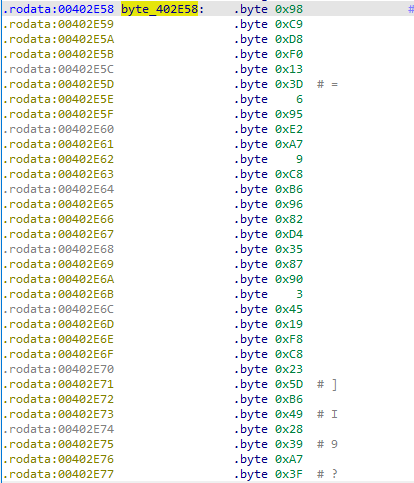 .rodata:00402E58 byte_402E58: .byte 0x98 #
.rodata:00402E59 .byte 0xC9
.rodata:00402E5A .byte 0xD8
.rodata:00402E5B .byte 0xF0
.rodata:00402E5C .byte 0x13
.rodata:00402E5D .byte 0x3D # =
.rodata:00402E5E .byte 6
.rodata:00402E5F .byte 0x95
.rodata:00402E60 .byte 0xE2
.rodata:00402E61 .byte 0xA7
.rodata:00402E62 .byte 9
.rodata:00402E63 .byte 0xC8
.rodata:00402E64 .byte 0xB6
.rodata:00402E65 .byte 0x96
.rodata:00402E66 .byte 0x82
.rodata:00402E67 .byte 0xD4
.rodata:00402E68 .byte 0x35
.rodata:00402E69 .byte 0x87
.rodata:00402E6A .byte 0x90
.rodata:00402E6B .byte 3
.rodata:00402E6C .byte 0x45
.rodata:00402E6D .byte 0x19
.rodata:00402E6E .byte 0xF8
.rodata:00402E6F .byte 0xC8
.rodata:00402E70 .byte 0x23
.rodata:00402E71 .byte 0x5D # ]
.rodata:00402E72 .byte 0xB6
.rodata:00402E73 .byte 0x49 # I
.rodata:00402E74 .byte 0x28
.rodata:00402E75 .byte 0x39 # 9
.rodata:00402E76 .byte 0xA7
.rodata:00402E77 .byte 0x3F # ?